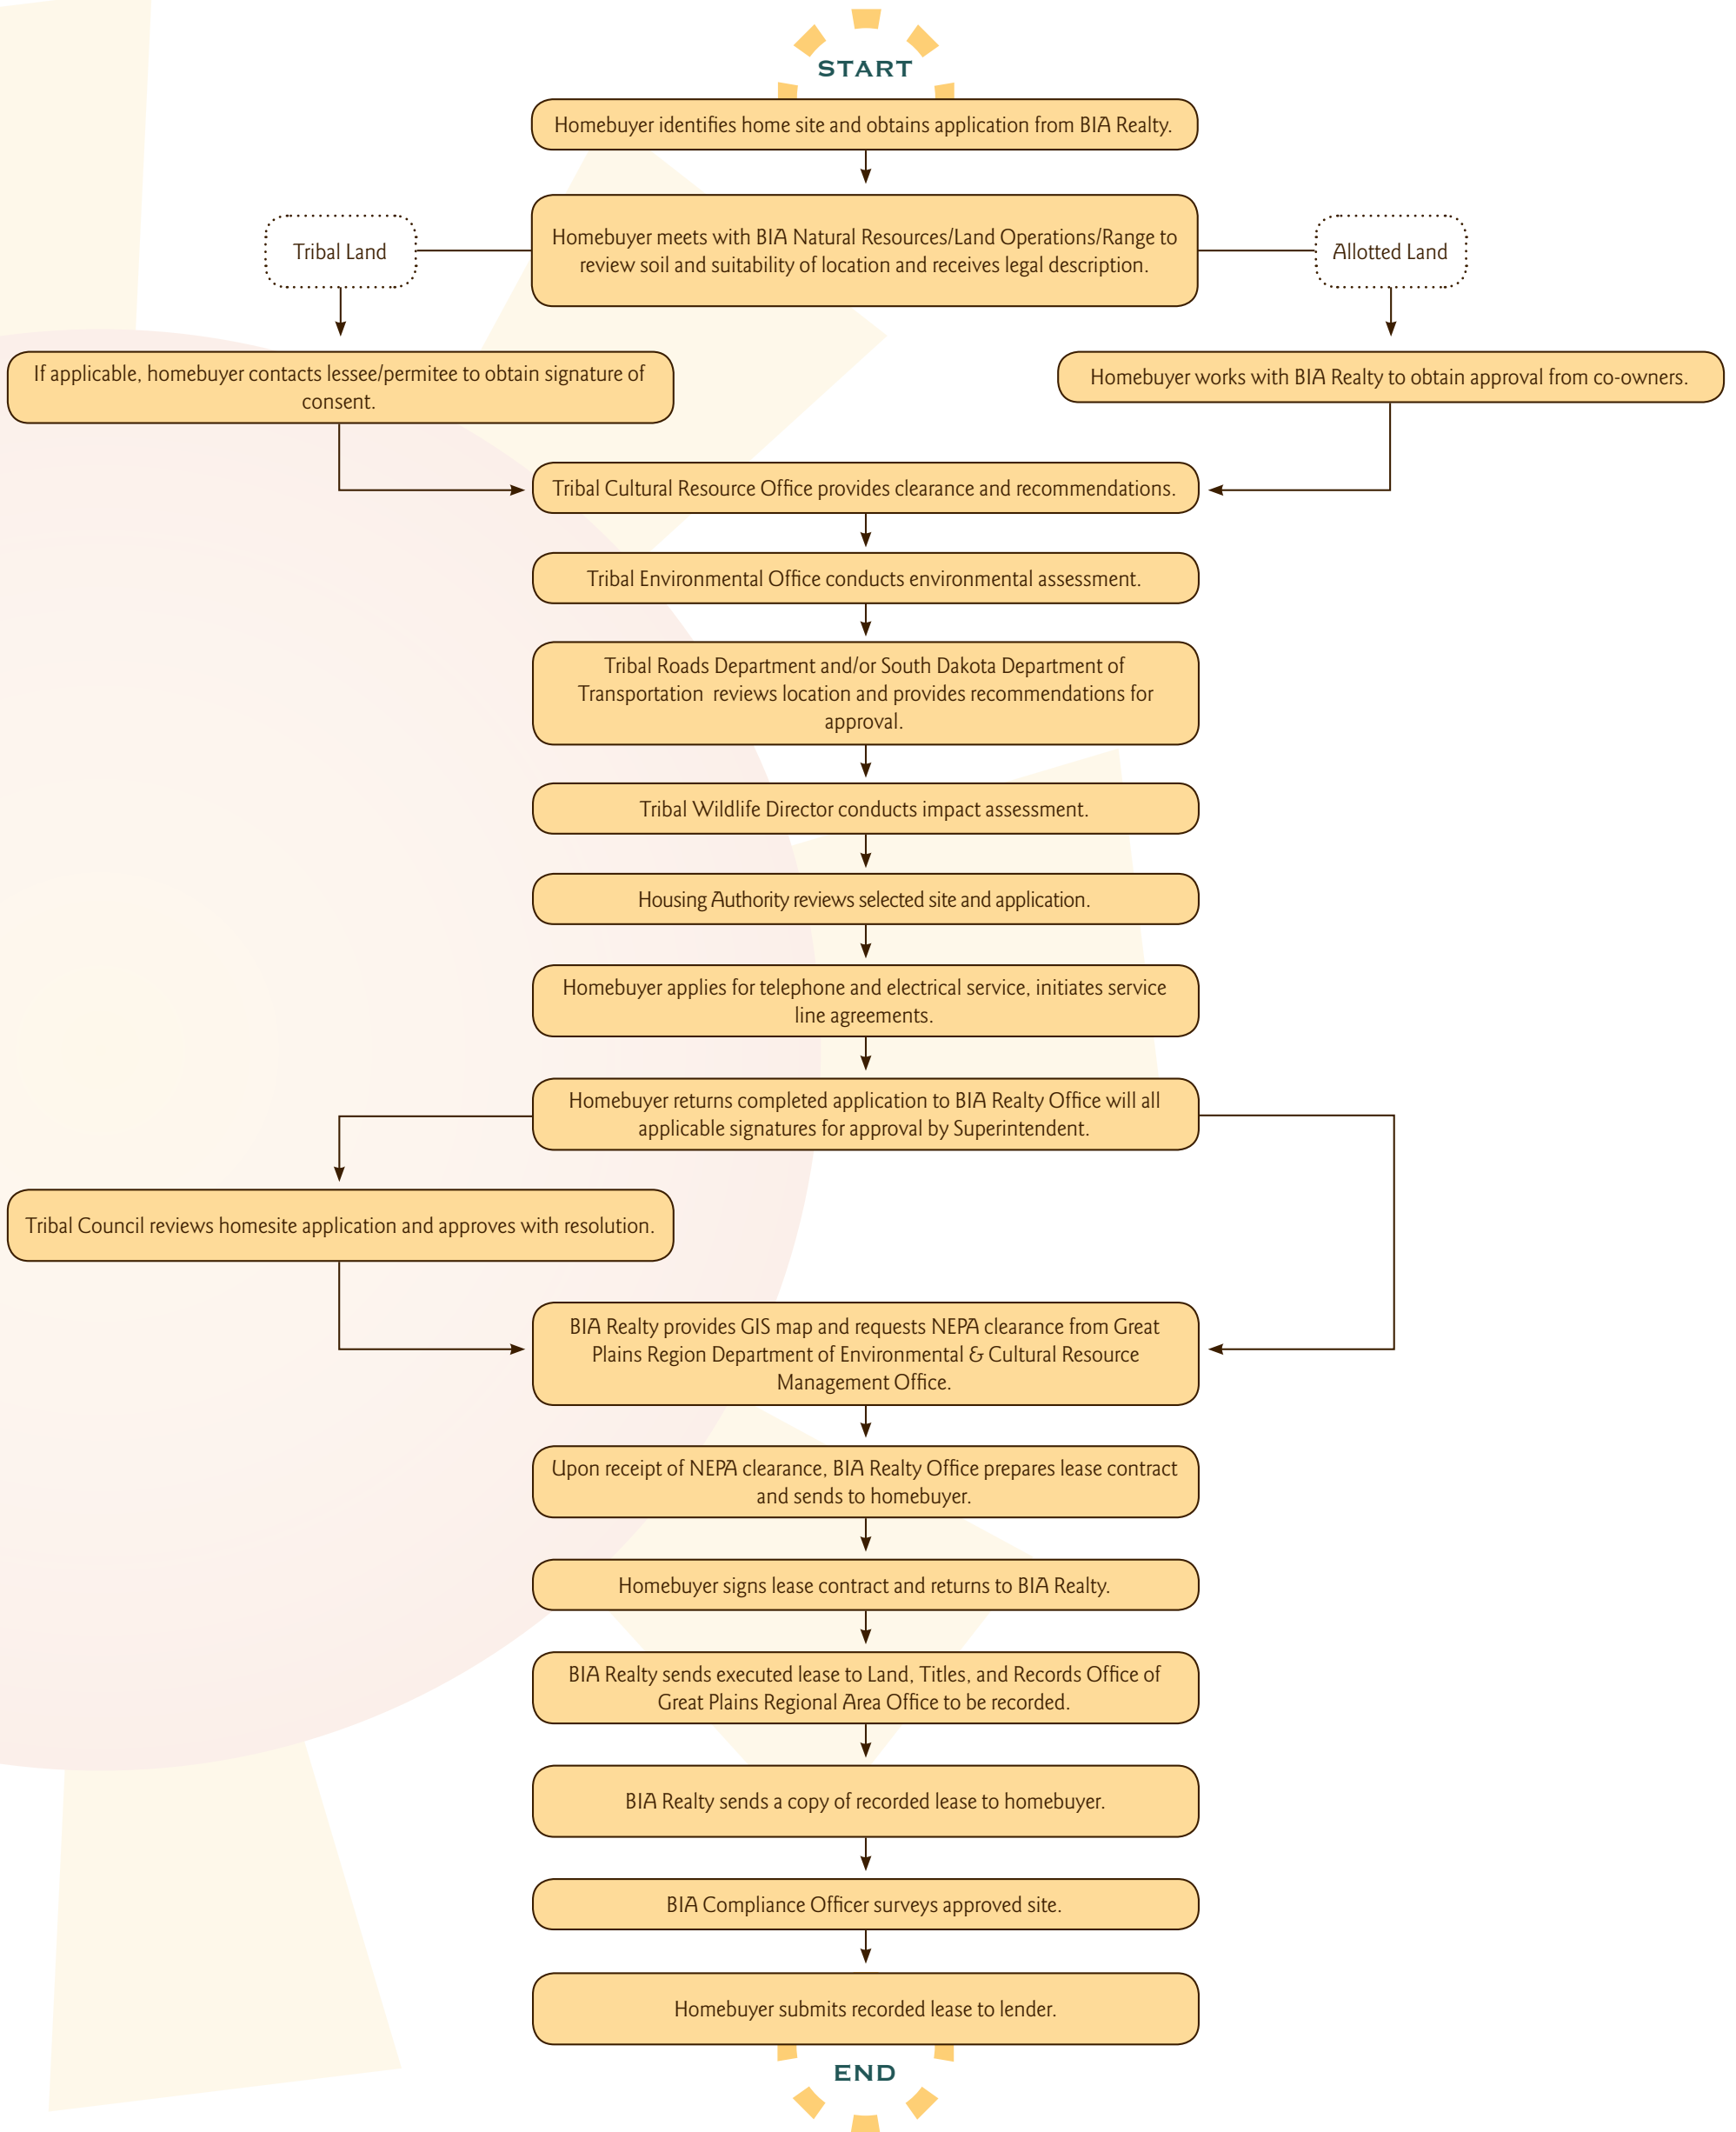 START
Homebuyer identifies home site and obtains application from BIA Realty.
Tribal Land
Homebuyer meets with BIA Natural Resources/Land Operations/Range to
review soil and suitability of location and receives legal description.
Allotted Land
If applicable, homebuyer contacts lessee/permitee to obtain signature of
consent.
Homebuyer works with BIA Realty to obtain approval from co-owners.
Tribal Cultural Resource Office provides clearance and recommendations.
Tribal Environmental Office conducts environmental assessment.
Tribal Roads Department and/or South Dakota Department of
Transportation reviews location and provides recommendations for
approval.
Tribal Wildlife Director conducts impact assessment.
Housing Authority reviews selected site and application.
Homebuyer applies for telephone and electrical service, initiates service
line agreements.
Homebuyer returns completed application to BIA Realty Office will all
applicable signatures for approval by Superintendent.
Tribal Council reviews homesite application and approves with resolution.
BIA Realty provides GIS map and requests NEPA clearance from Great
Plains Region Department of Environmental & Cultural Resource
Management Office.
Upon receipt of NEPA clearance, BIA Realty Office prepares lease contract
and sends to homebuyer.
Homebuyer signs lease contract and returns to BIA Realty.
BIA Realty sends executed lease to Land, Titles, and Records Office of
Great Plains Regional Area Office to be recorded.
BIA Realty sends a copy of recorded lease to homebuyer.
BIA Compliance Officer surveys approved site.
Homebuyer submits recorded lease to lender.
END